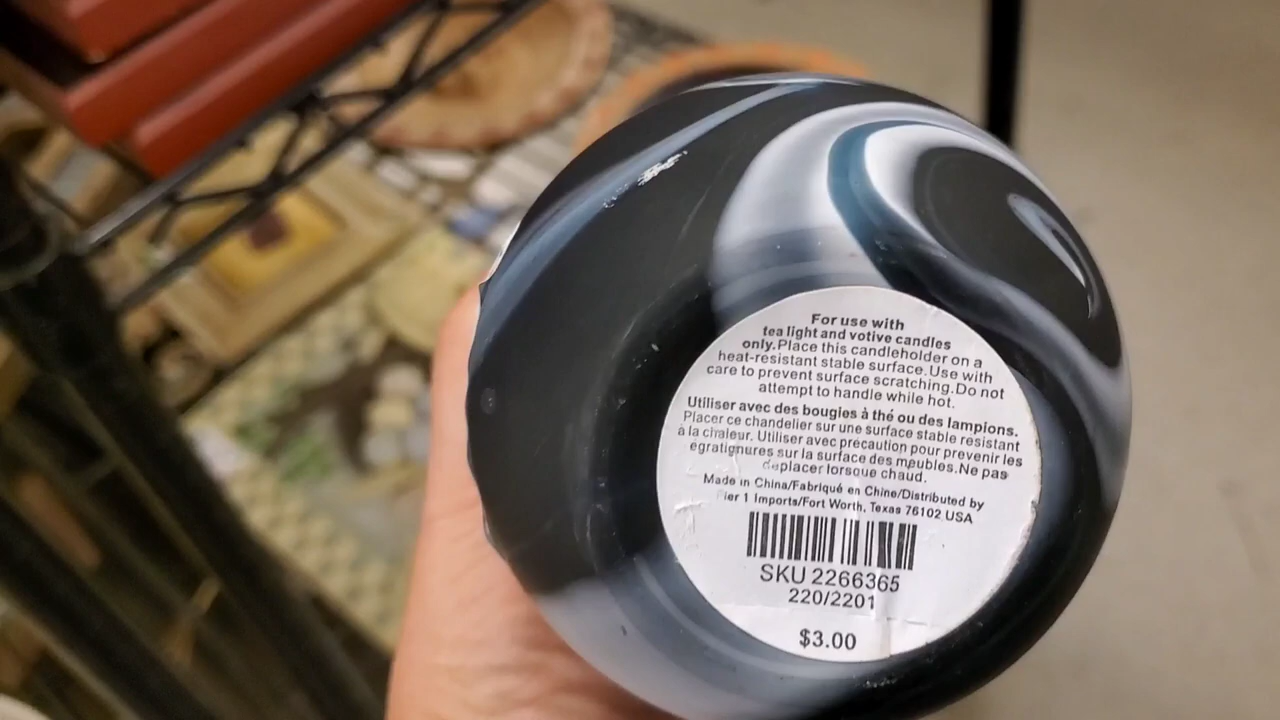 For use with
tea light and votive candles
only.Place this candleholder on a
heat-resistant stable surface.Use with
care to prevent surface scratching.Do not
attempt to handle while hot.
Utiliser avec des bougies à thé ou des lampions.
Placer ce chandelier sur une surface stable resistant
à la chaleur. Utiliser avec précaution pour prevenir les
egratignures sur la surface des meubles.Ne pas
deplacer lorsque chaud.
Made in China/Fabriqué en Chine/Distributed by
ier 1 Imports/Fort Worth, Texas 76102 USA
SKU 2266365
220/2201
$3.00